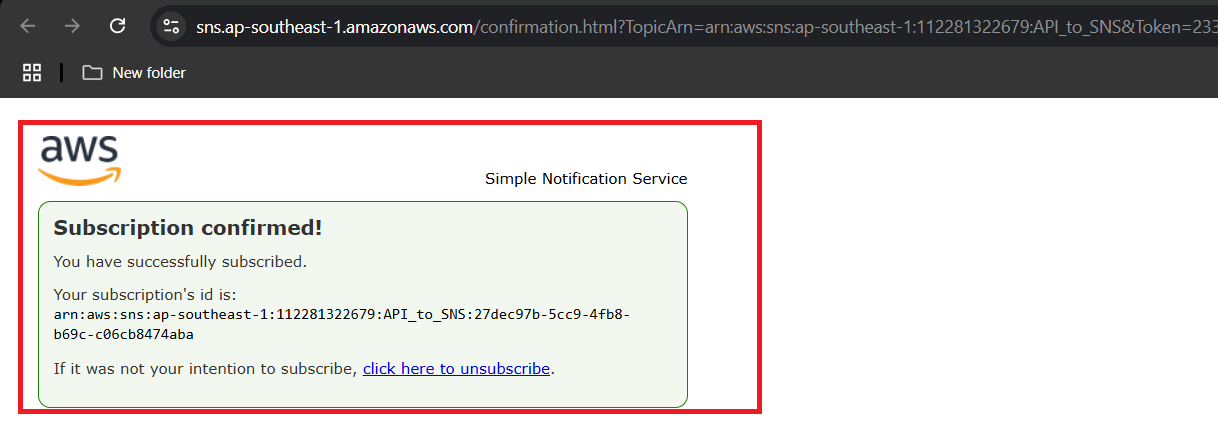 sns.ap-southeast-1.amazonaws.com/confirmation.html?TopicArn=arn:aws:sns:ap-southeast-1:112281322679:API_to_SNS&Token=233
New folder
aws
Simple Notification Service
Subscription confirmed!
You have successfully subscribed.
Your subscription's id is:
arn:aws:sns:ap-southeast-1:112281322679:API_to_SNS:27dec97b-5cc9-4fb8-
b69c-c06cb8474aba
If it was not your intention to subscribe, click here to unsubscribe.